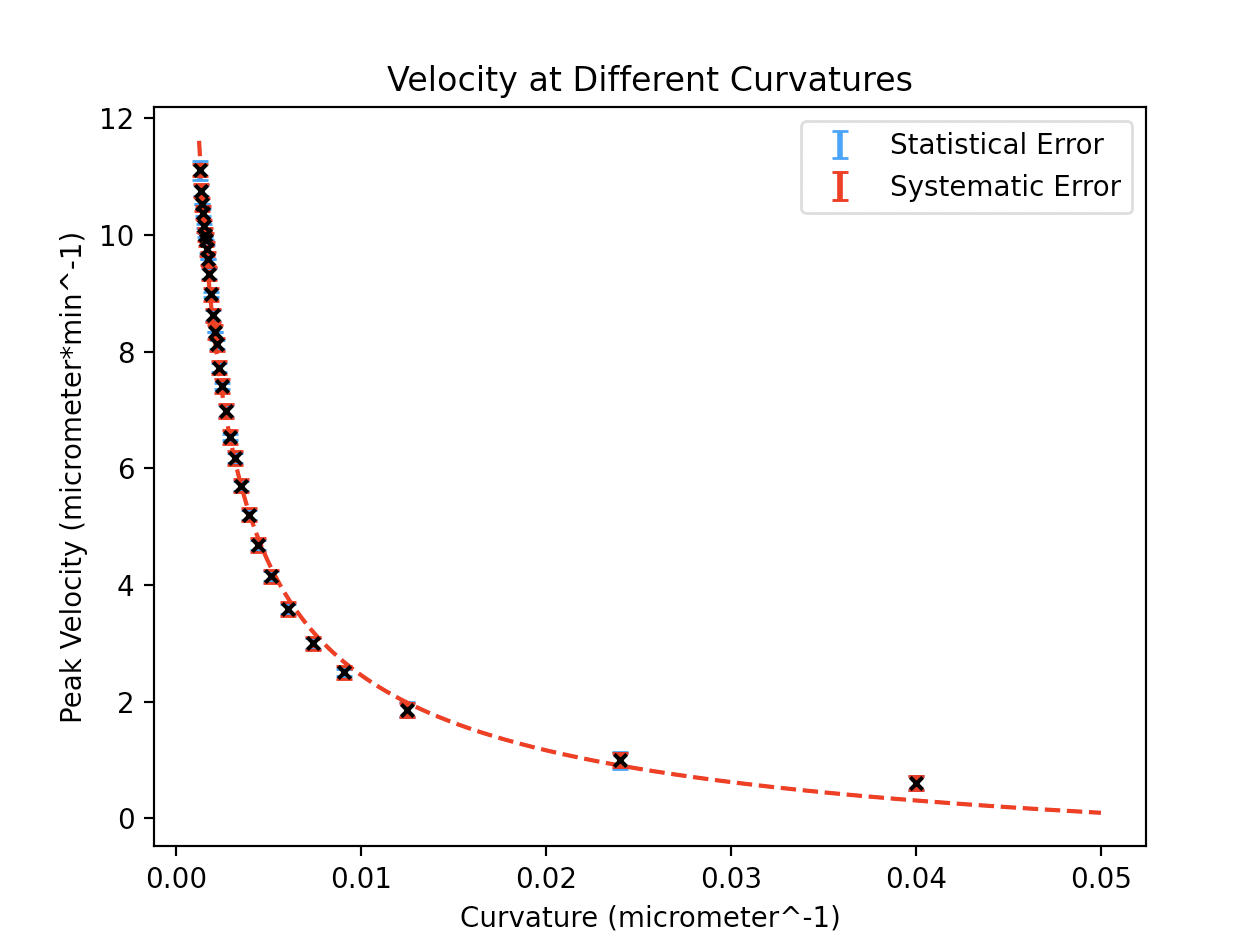 Velocity at Different Curvatures
Statistical Error
Systematic Error
Peak Velocity (micrometer*min^-1)
12
10
8
6
4
2
0
0.00 0.01 0.02 0.03 0.04 0.05
Curvature (micrometer^-1)